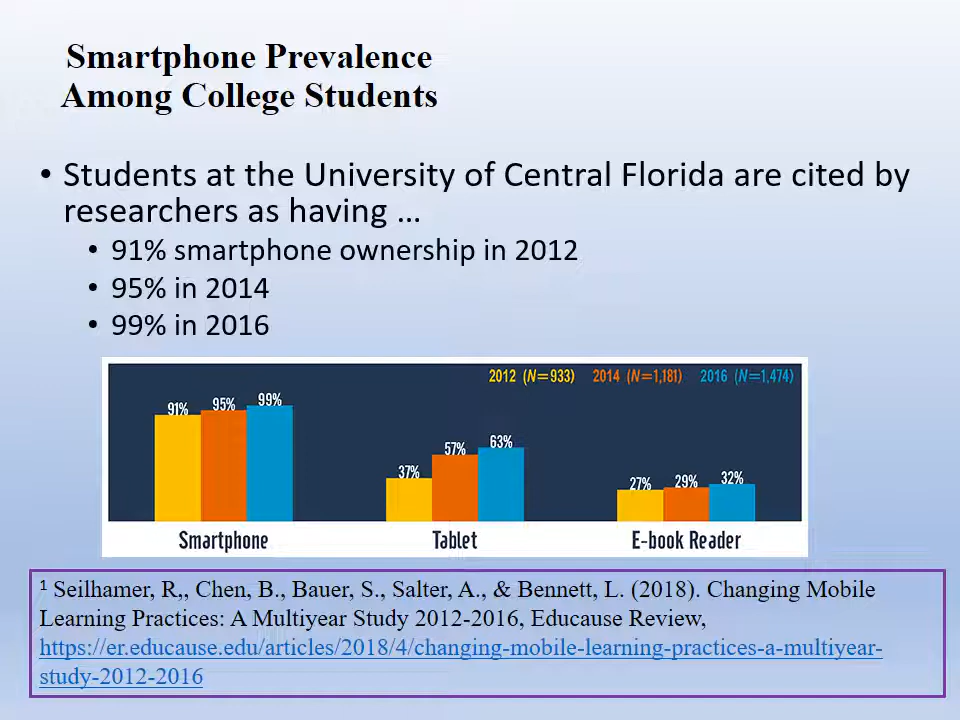 Smartphone Prevalence
Among College Students
• Students at the University of Central Florida are cited by
researchers as having …
• 91% smartphone ownership in 2012
• 95% in 2014
• 99% in 2016
2012 (N=933) 2014 (N=1,181) 2016 (N=1,474)
91% 95% 99%
37% 57% 63%
27% 29% 32%
Smartphone Tablet E-book Reader
1 Seilhamer, R,, Chen, B., Bauer, S., Salter, A., & Bennett, L. (2018). Changing Mobile
Learning Practices: A Multiyear Study 2012-2016, Educause Review,
https://er.educause.edu/articles/2018/4/changing-mobile-learning-practices-a-multiyear-
study-2012-2016